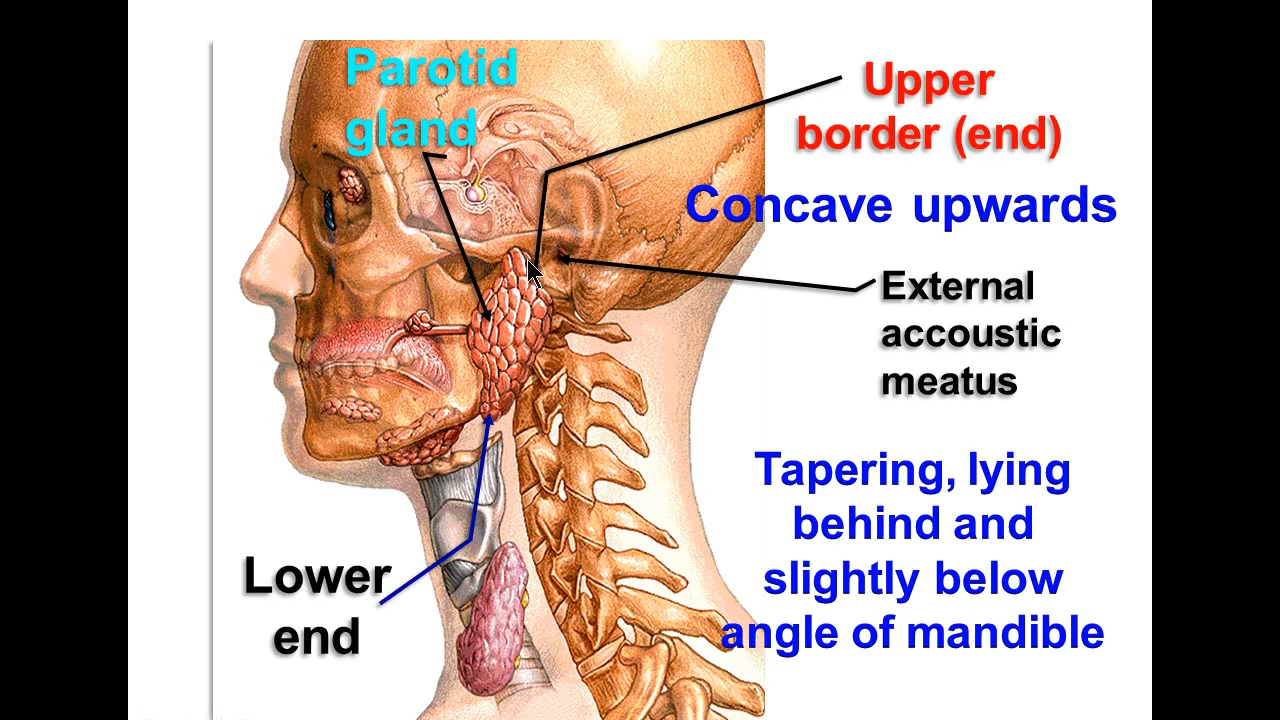 Parotid
gland
Upper
border (end)
Concave upwards
External
accoustic
meatus
Tapering, lying
behind and
slightly below
angle of mandible
Lower
end